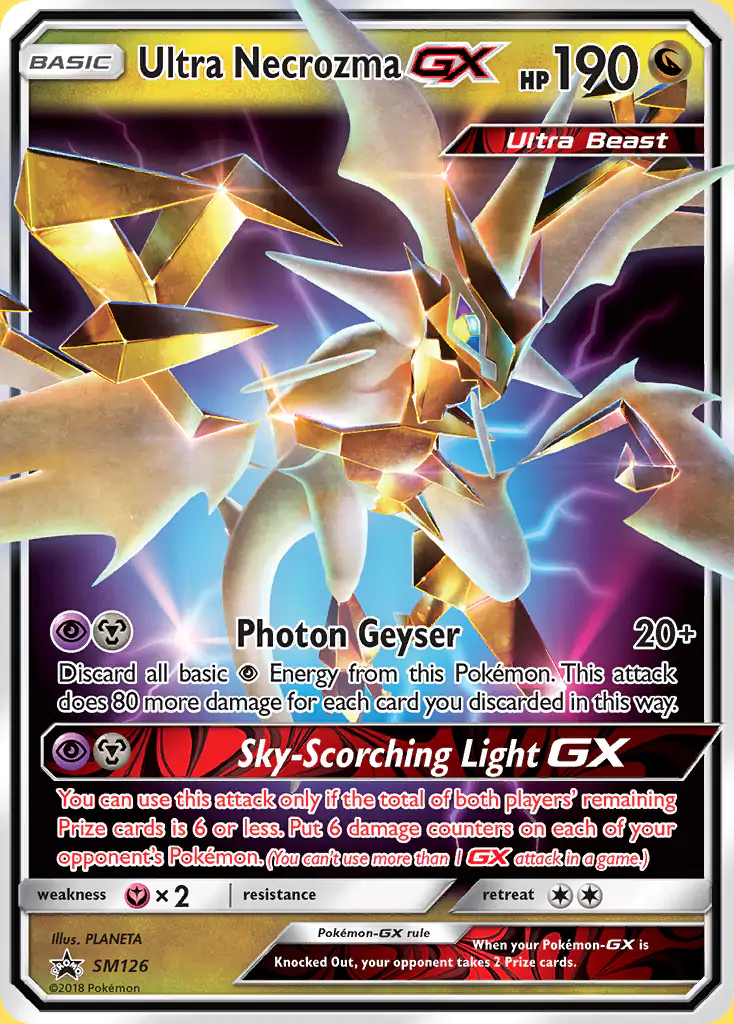 BASIC Ultra Necrozma GX HP 190
Ultra Beast
Photon Geyser 20+
Discard all basic Energy from this Pokémon. This attack
does 80 more damage for each card you discarded in this way.
Sky-Scorching Light GX
You can use this attack only if the total of both players' remaining
Prize cards is 6 or less. Put 6 damage counters on each of your
opponent's Pokémon. (You can't use more than 1 GX attack in a game.)
weakness × 2 resistance retreat
Illus. PLANETA
Pokémon-GX rule
PROMO SM126
When your Pokémon-GX is
Knocked Out, your opponent takes 2 Prize cards.
©2018 Pokémon